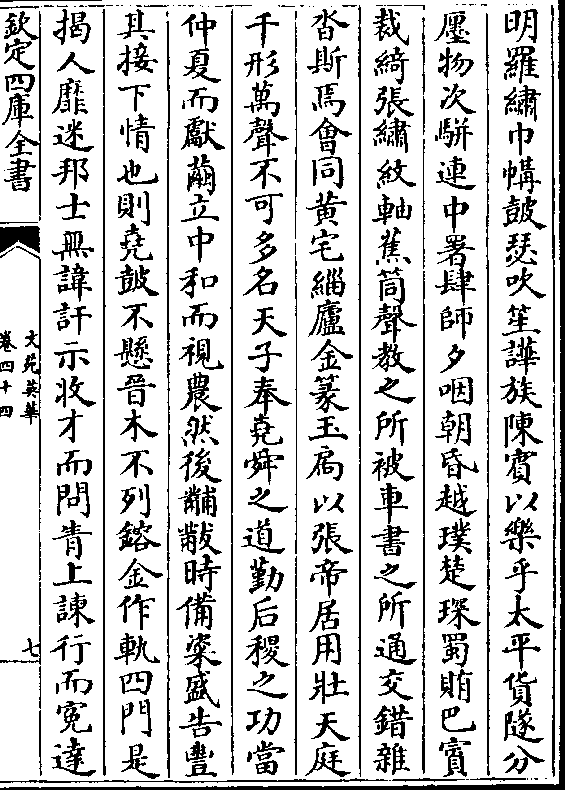 明羅繡巾幬鼓瑟吹笙譁族陳賓以樂乎太平貨隧分
廛物次駢連中署肆師夕咽朝昏越璞楚琛蜀賄巴賓
裁綺張繡紋軸蕉筒聲教之所被車書之所通交錯雜
沓斯焉會同黄宅緇廬金篆玉扃以張帝居用壯天庭
千形萬聲不可多名天子奉堯舜之道勤后稷之功當
仲夏而獻繭立中和而視農然後黼黻時備粢盛告豐
其接下情也則堯鼓不懸晉木不列鎔金作軌四門是
揭人靡迷邦士無諱訐示收才而問眚上諫行而寃達
欽定四庫全書
文苑英華
卷四十四
七